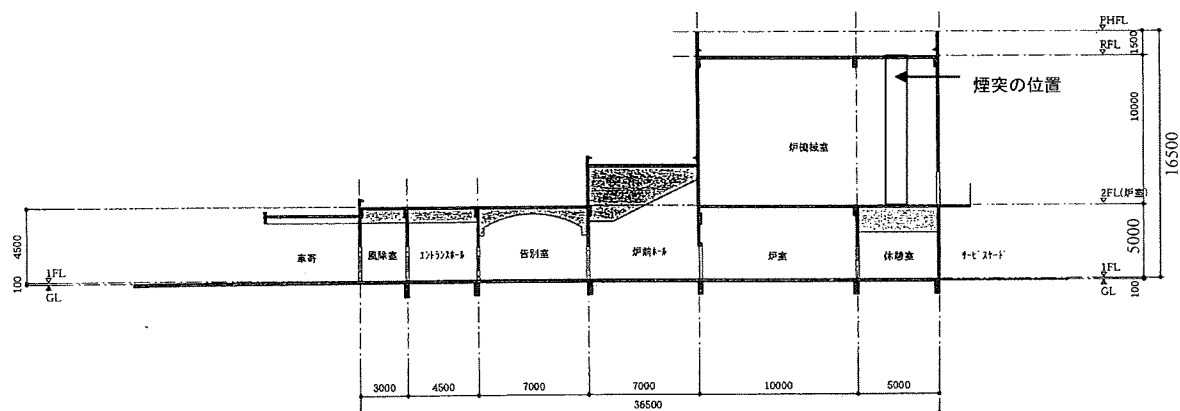 PHFL
1500
RFL
煙突の位置
10000
炉機械室
16500
2FL(炉室)
4500
5000
車寄
風除室
エントランスホール
告別室
炉前ホール
炉室
休憩室
サービスヤード
1FL
GL
100
1FL
GL
100
3000
4500
7000
7000
10000
5000
36500